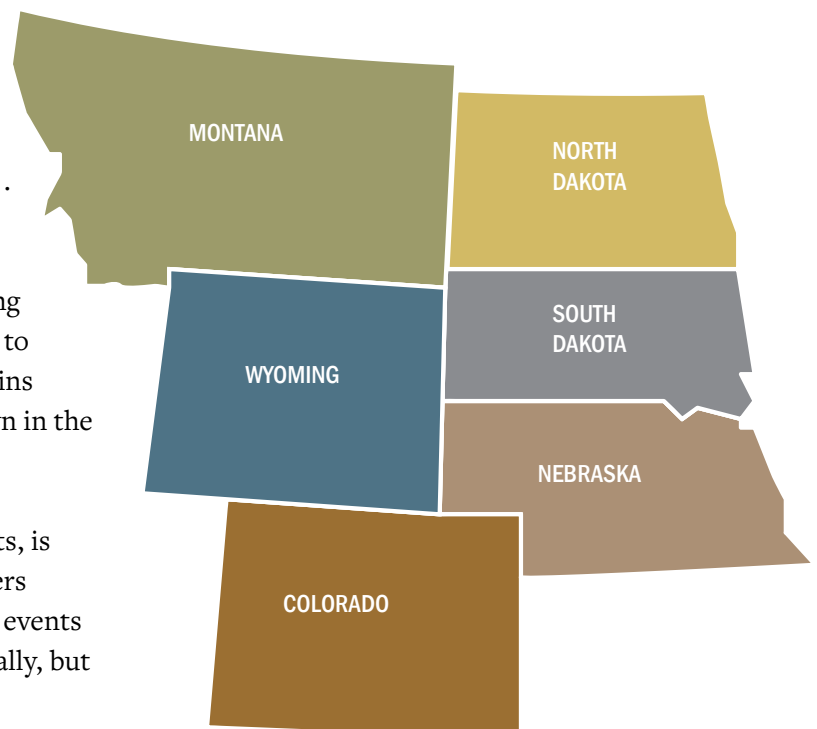 .
ng
to
ins
n in the
ts, is
ers
events
ally, but
MONTANA
NORTH
DAKOTA
WYOMING
SOUTH
DAKOTA
NEBRASKA
COLORADO